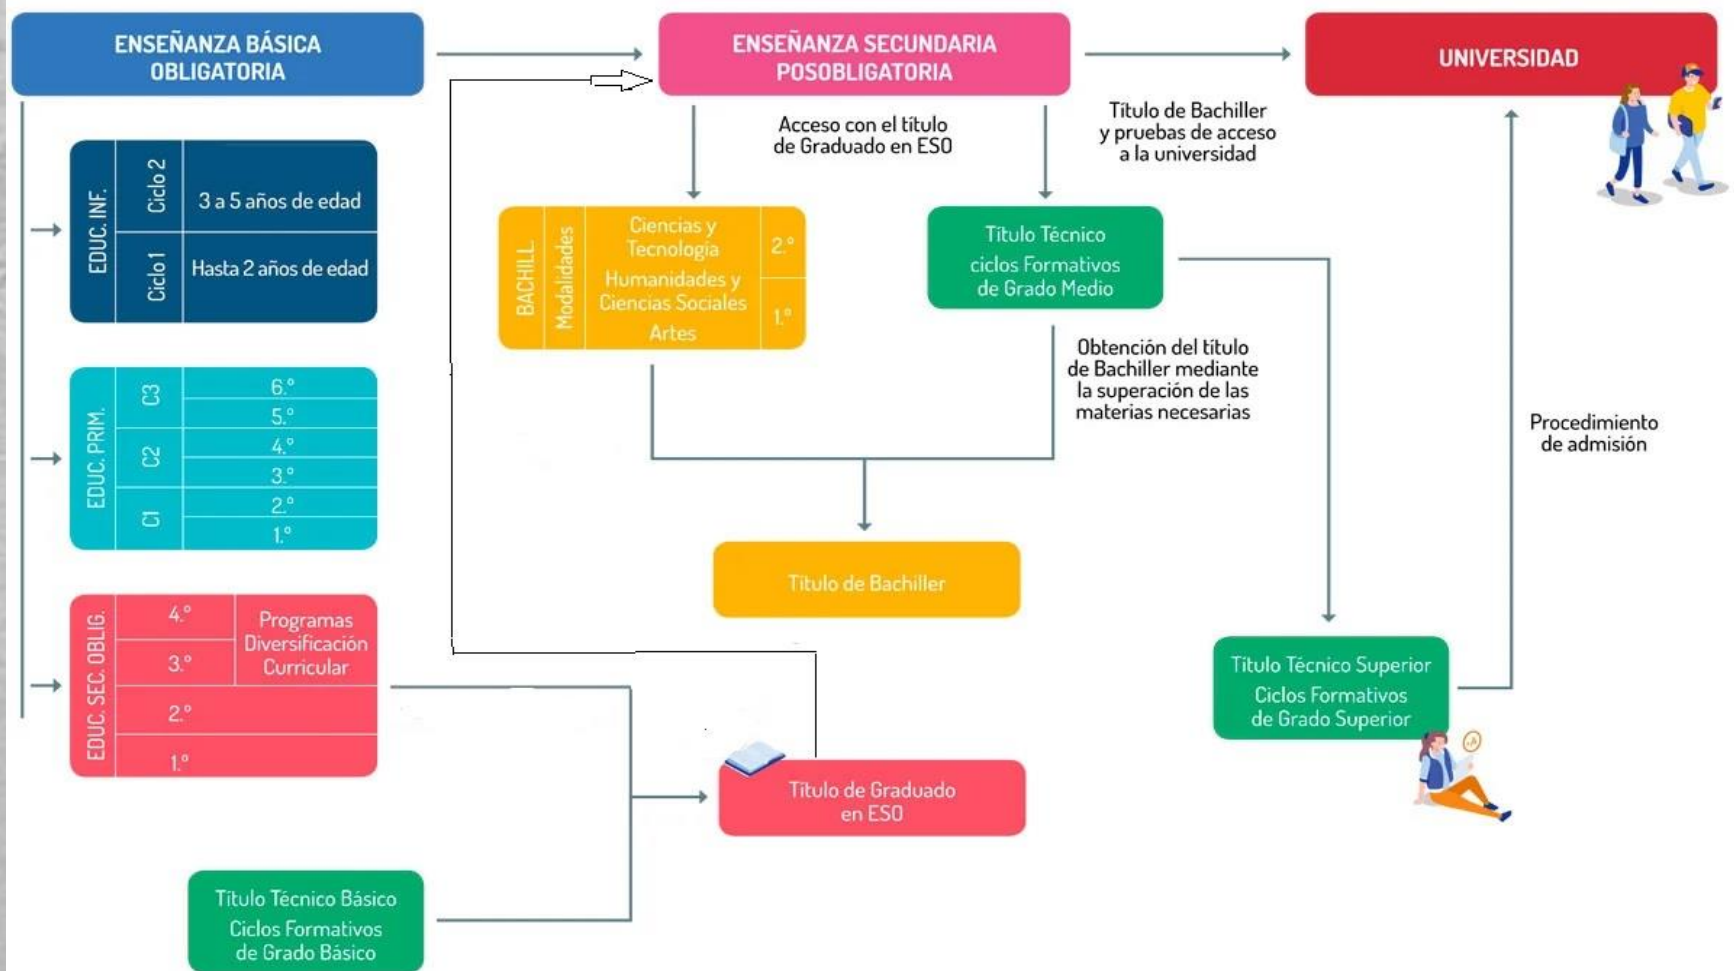 ENSEÑANZA BÁSICA
OBLIGATORIA
ENSEÑANZA SECUNDARIA
POSOBLIGATORIA
UNIVERSIDAD
Acceso con el título
de Graduado en ESO
Título de Bachiller
y pruebas de acceso
a la universidad
EDUC. INF.
Ciclo 2
3 a 5 años de edad
Ciclo1
Hasta 2 años de edad
BACHILL.
Modalidades
Ciencias y
Tecnología
Humanidades y
Ciencias Sociales
Artes
2.º
1.º
Título Técnico
ciclos Formativos
de Grado Medio
Obtención del título
de Bachiller mediante
la superación de las
materias necesarias
Procedimiento
de admisión
EDUC. PRIM.
C3
6.º
5.º
C2
4.º
3.º
C1
2.º
1.º
Título de Bachiller
EDUC. SEC. OBLIG.
4.º
3.º
Programas
Diversificación
Curricular
2.º
1.º
Título Técnico Superior
Ciclos Formativos
de Grado Superior
Título de Graduado
en ESO
Título Técnico Básico
Ciclos Formativos
de Grado Básico